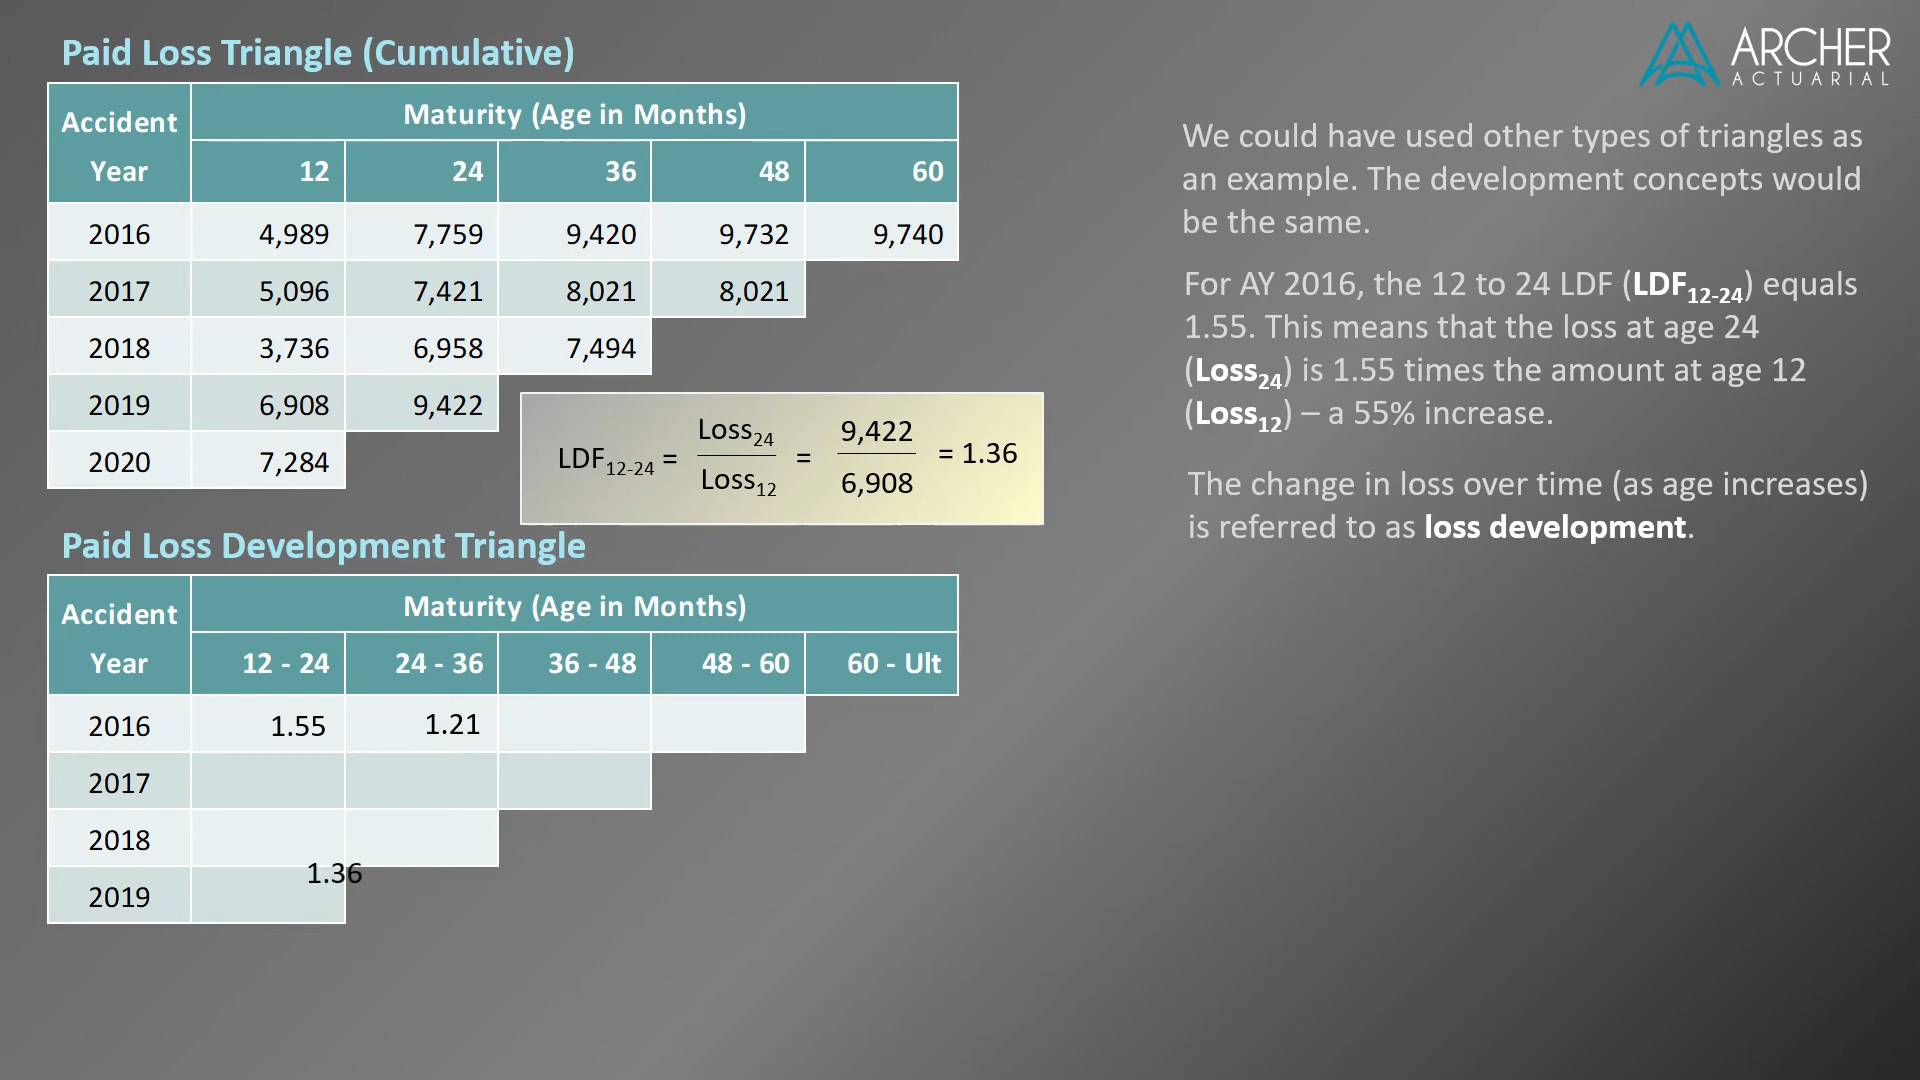 Paid Loss Triangle (Cumulative)
Accident Year Maturity (Age in Months)
12 24 36 48 60
2016 4,989 7,759 9,420 9,732 9,740
2017 5,096 7,421 8,021 8,021
2018 3,736 6,958 7,494
2019 6,908 9,422
2020 7,284
LDF12-24 = Loss24 / Loss12 = 9,422 / 6,908 = 1.36
Paid Loss Development Triangle
Accident Year Maturity (Age in Months)
12 - 24 24 - 36 36 - 48 48 - 60 60 - Ult
2016 1.55 1.21
2017
2018
1.36
2019
ARCHER
ACTUARIAL
We could have used other types of triangles as
an example. The development concepts would
be the same.
For AY 2016, the 12 to 24 LDF (LDF12-24) equals
1.55. This means that the loss at age 24
(Loss24) is 1.55 times the amount at age 12
(Loss12) – a 55% increase.
The change in loss over time (as age increases)
is referred to as loss development.